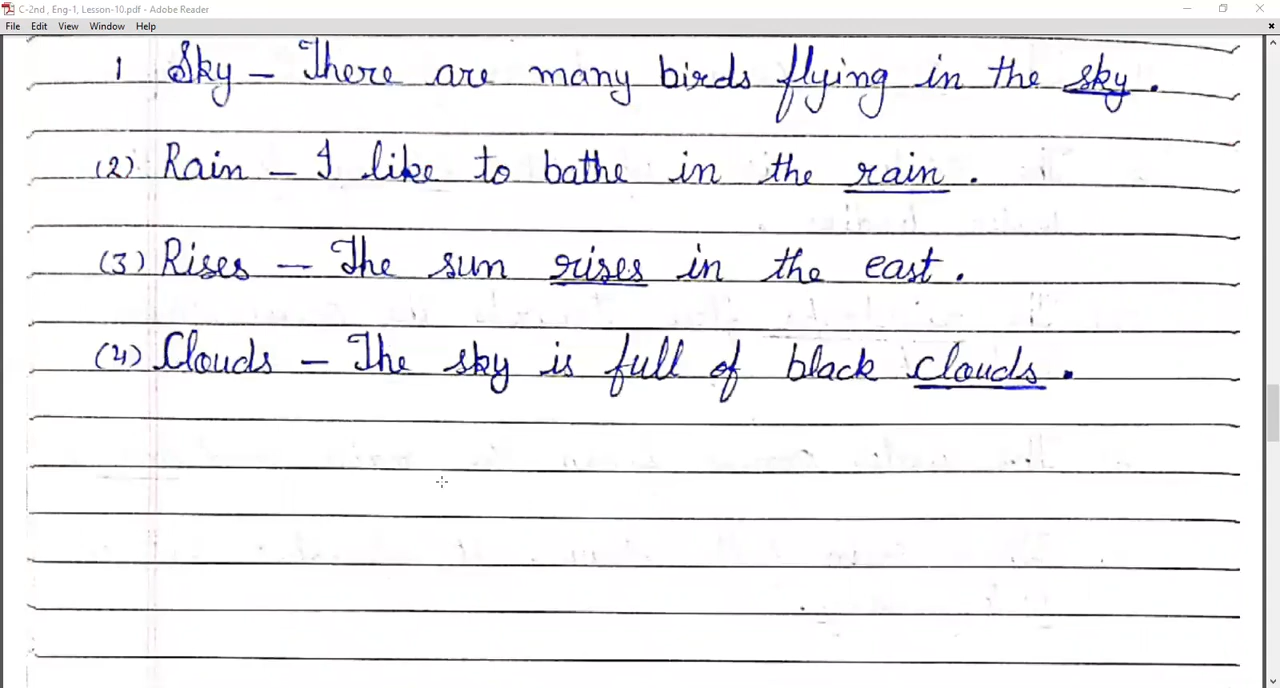 C-2nd , Eng-1, Lesson-10.pdf - Adobe Reader
File Edit View Window Help
1 Sky - There are many birds flying in the sky.
(2) Rain - I like to bathe in the rain.
(3) Rises - The sun rises in the east.
(4) Clouds - The sky is full of black clouds.